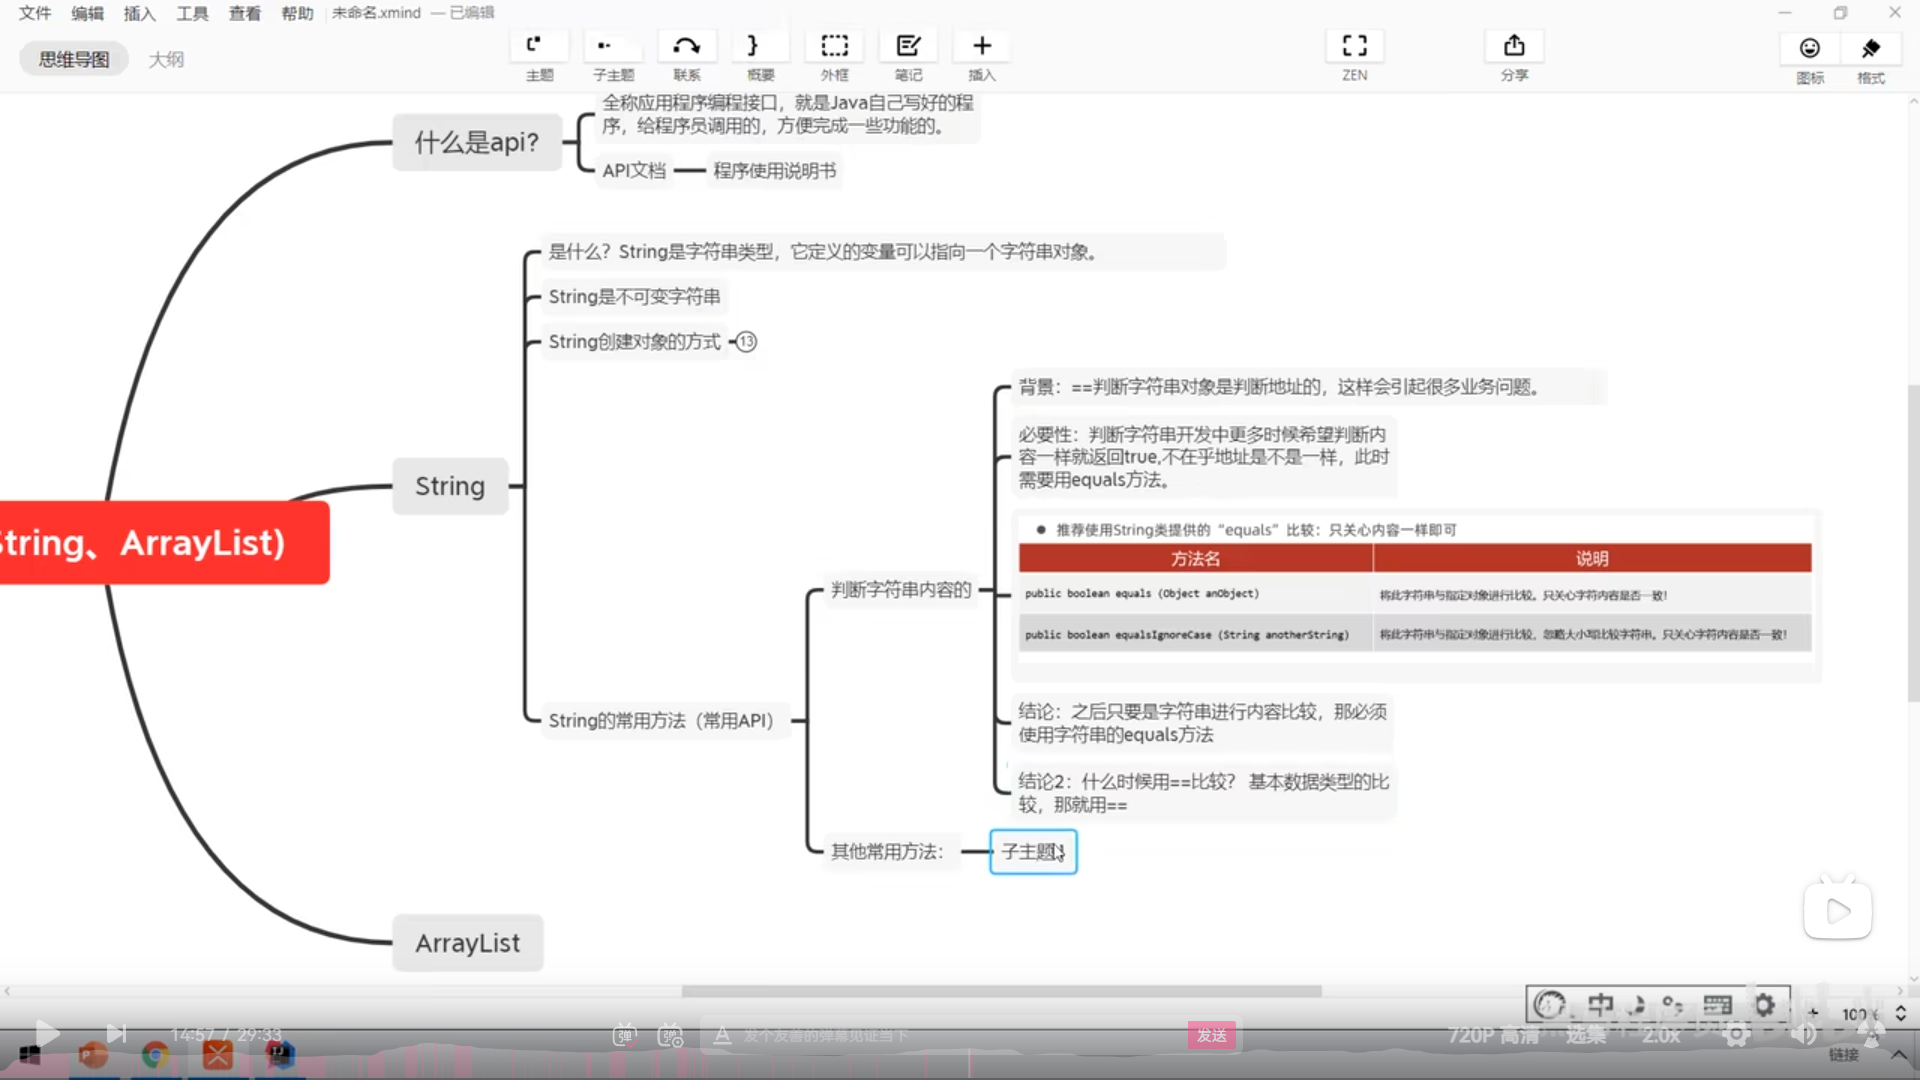 文件 编辑 插入 工具 查看 帮助 未命名.xmind — 已编辑
思维导图 大纲
主题 子主题 联系 概要 外框 笔记 插入 ZEN 分享 图标 格式
什么是api?
全称应用程序编程接口，就是Java自己写好的程
序，给程序员调用的，方便完成一些功能的。
API文档 程序使用说明书
String
是什么？String是字符串类型，它定义的变量可以指向一个字符串对象。
String是不可变字符串
String创建对象的方式 13
String的常用方法（常用API）
判断字符串内容的
背景：==判断字符串对象是判断地址的，这样会引起很多业务问题。
必要性：判断字符串开发中更多时候希望判断内
容一样就返回true,不在乎地址是不是一样，此时
需要用equals方法。
● 推荐使用String类提供的“equals”比较：只关心内容一样即可
方法名 说明
public boolean equals (Object anObject) 将此字符串与指定对象进行比较。只关心字符内容是否一致！
public boolean equalsIgnoreCase (String anotherString) 将此字符串与指定对象进行比较，忽略大小写比较字符串。只关心字符内容是否一致！
结论：之后只要是字符串进行内容比较，那必须
使用字符串的equals方法
结论2：什么时候用==比较？ 基本数据类型的比
较，那就用==
其他常用方法： 子主题
String、ArrayList)
ArrayList
中
100%
14:57 / 29:33 弹 弹 发个友善的弹幕见证当下 发送 720P 高清 选集 2.0x
链接